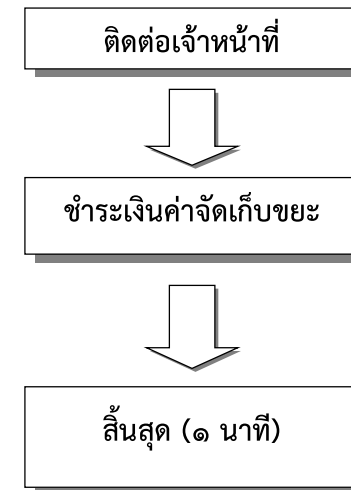 ติดต่อเจ้าหน้าที่
ชำระเงินค่าจัดเก็บขยะ
สิ้นสุด (๑ นาที)